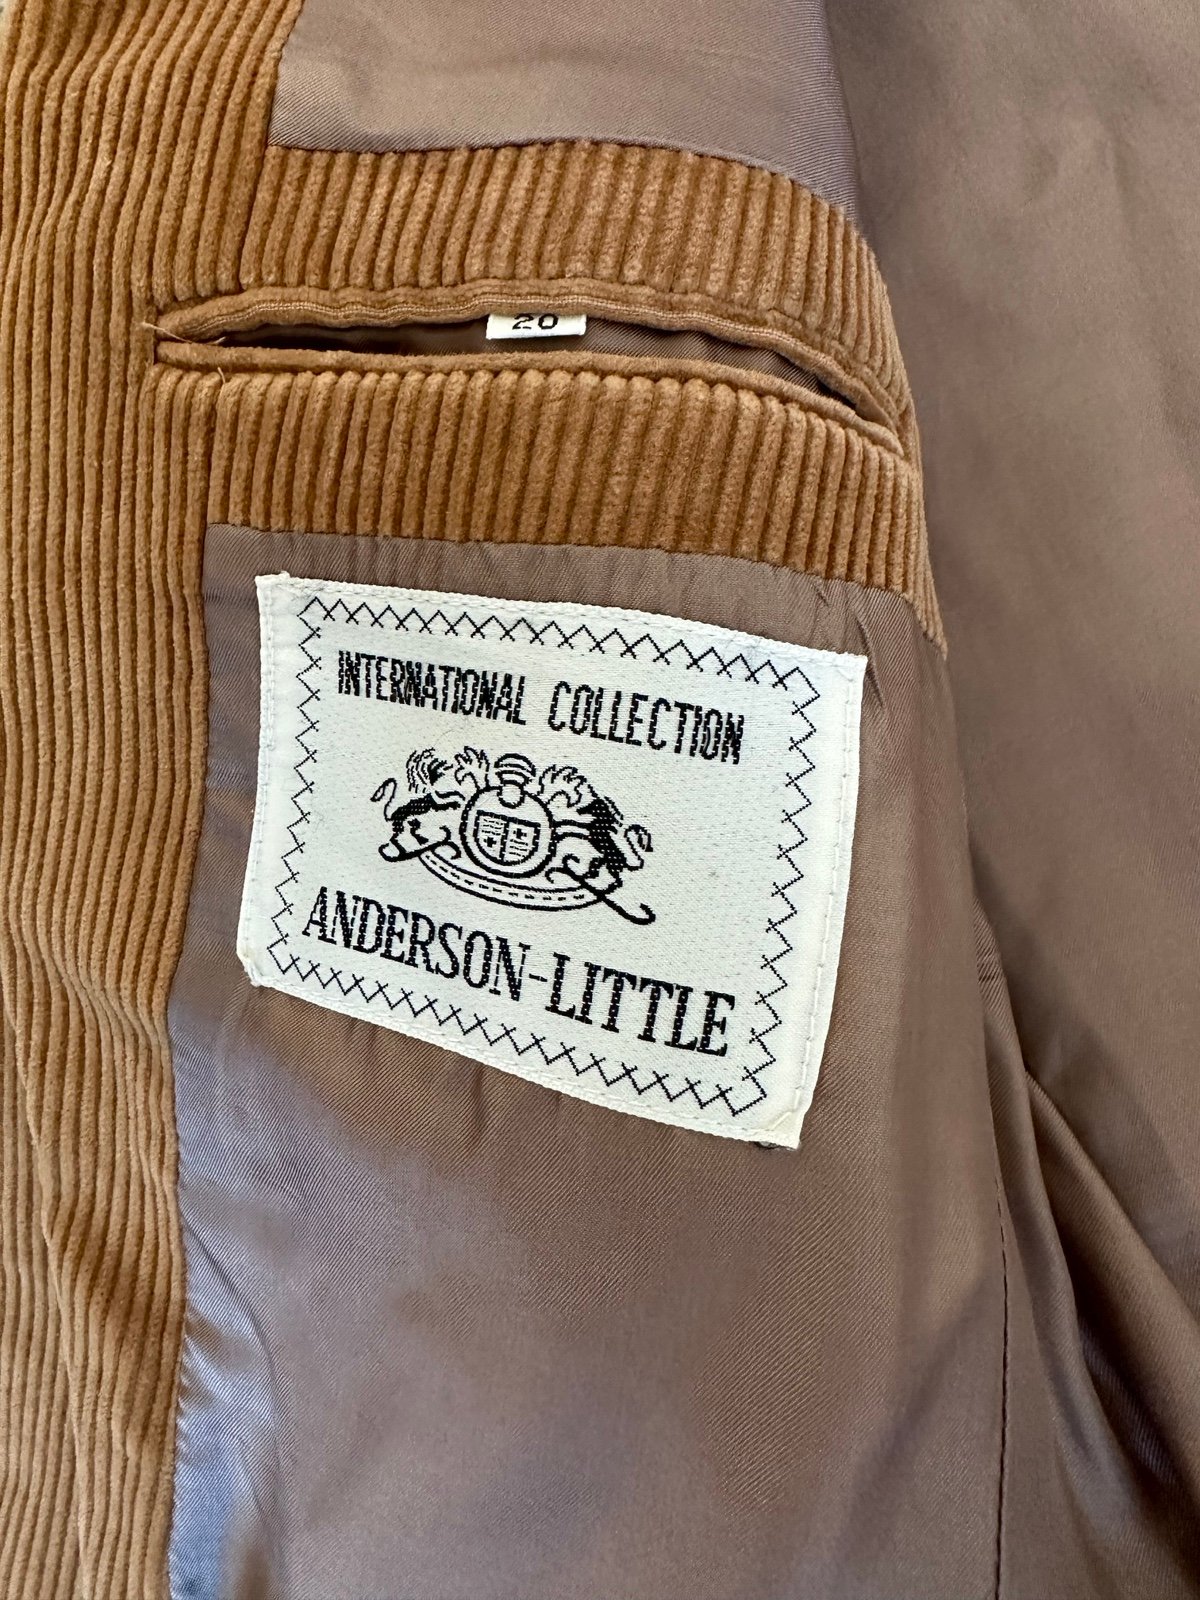 20
INTERNATIONAL COLLECTION
ANDERSON-LITTLE